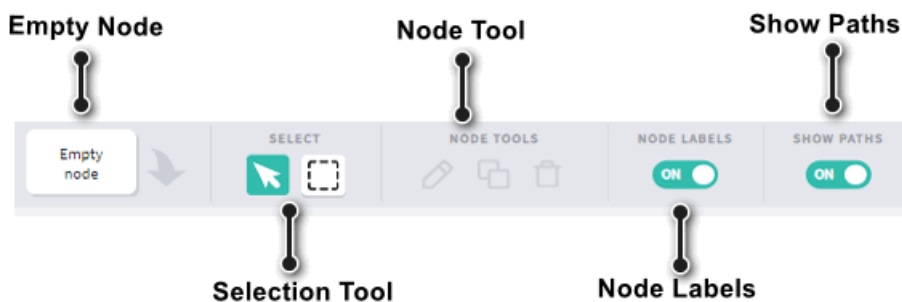 Empty Node
Node Tool
Show Paths
SELECT
NODE TOOLS
NODE LABELS
SHOW PATHS
Empty
node
ON
ON
Selection Tool
Node Labels